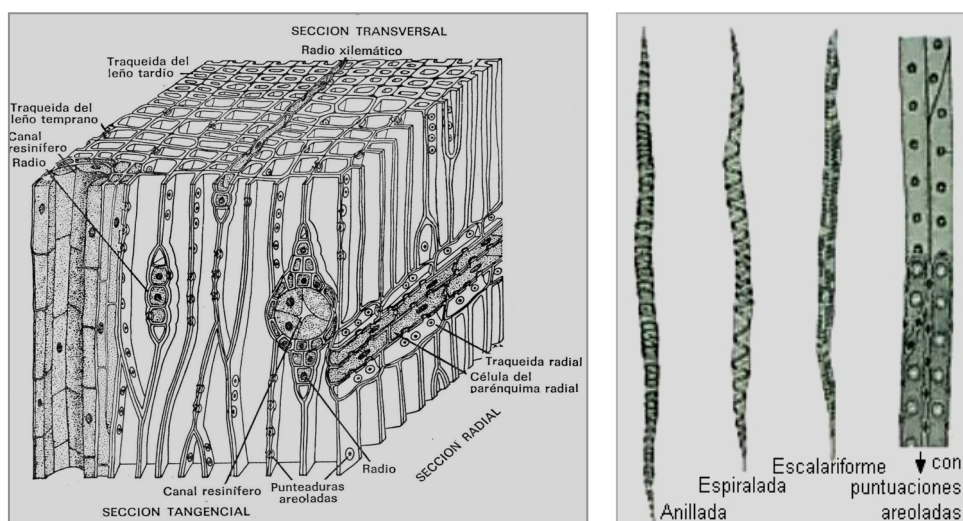 SECCION TRANSVERSAL
Radio xilemático
Traqueida del
leño tardío
Traqueida del
leño temprano
Canal
resinífero
Radio
Traqueida radial
Célula del
parénquima radial
SECCION RADIAL
Radio
Punteaduras
areoladas
Canal resinífero
SECCION TANGENCIAL
Anillada
Espiralada
Escalariforme
con
puntuaciones
areoladas